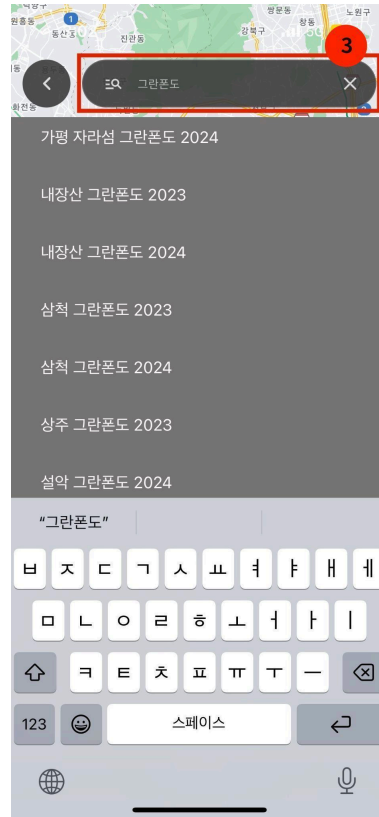 쌍문동
노원구
원흥동
1
동산동
창동
강북구
진관동
3
그란폰도
화전동
가평 자라섬 그란폰도 2024
내장산 그란폰도 2023
내장산 그란폰도 2024
삼척 그란폰도 2023
삼척 그란폰도 2024
상주 그란폰도 2023
설악 그란폰도 2024
“그란폰도”
ㅂ ㅈ ㄷ ㄱ ㅅ ㅛ ㅕ ㅑ ㅐ ㅔ
ㅁ ㄴ ㅇ ㄹ ㅎ ㅗ ㅓ ㅏ ㅣ
ㅋ ㅌ ㅊ ㅍ ㅠ ㅜ ㅡ
123 스페이스